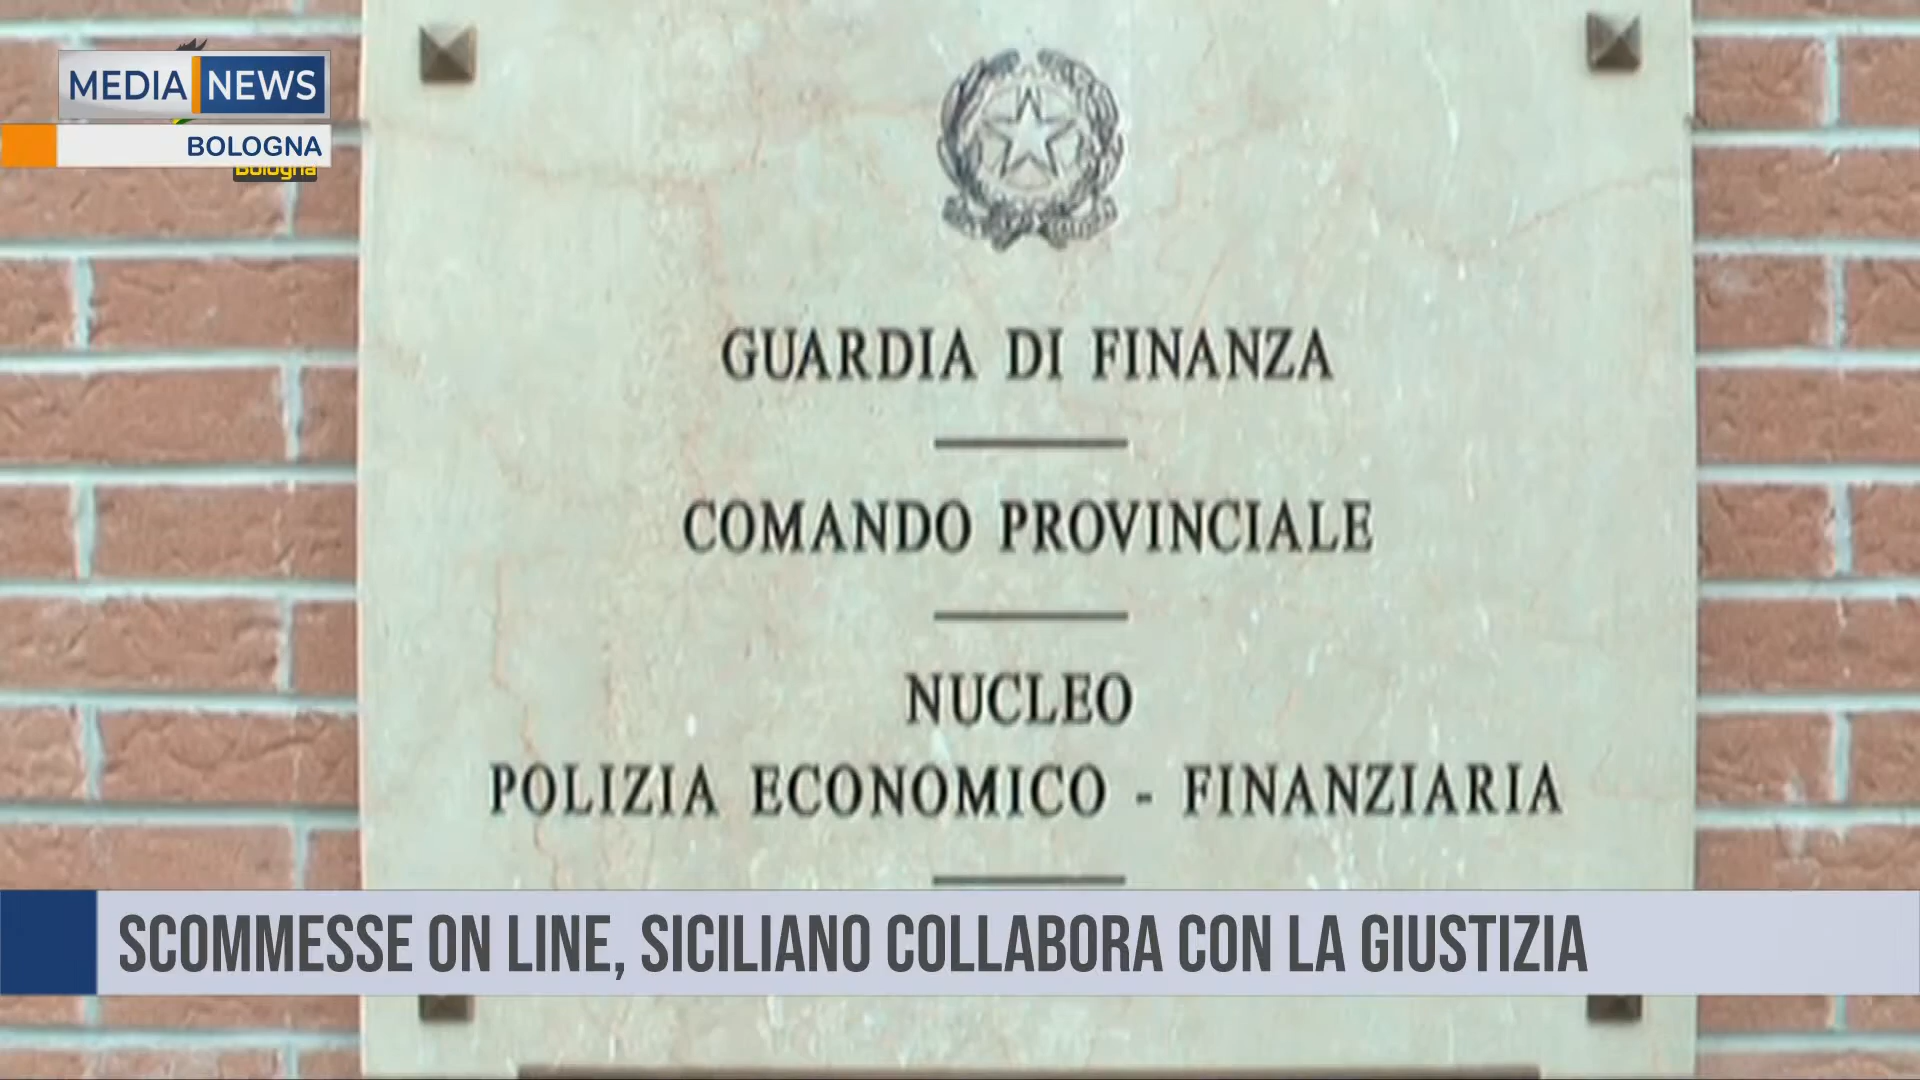 MEDIA NEWS
BOLOGNA
Bologna
GUARDIA DI FINANZA
COMANDO PROVINCIALE
NUCLEO
POLIZIA ECONOMICO - FINANZIARIA
SCOMMESSE ON LINE, SICILIANO COLLABORA CON LA GIUSTIZIA